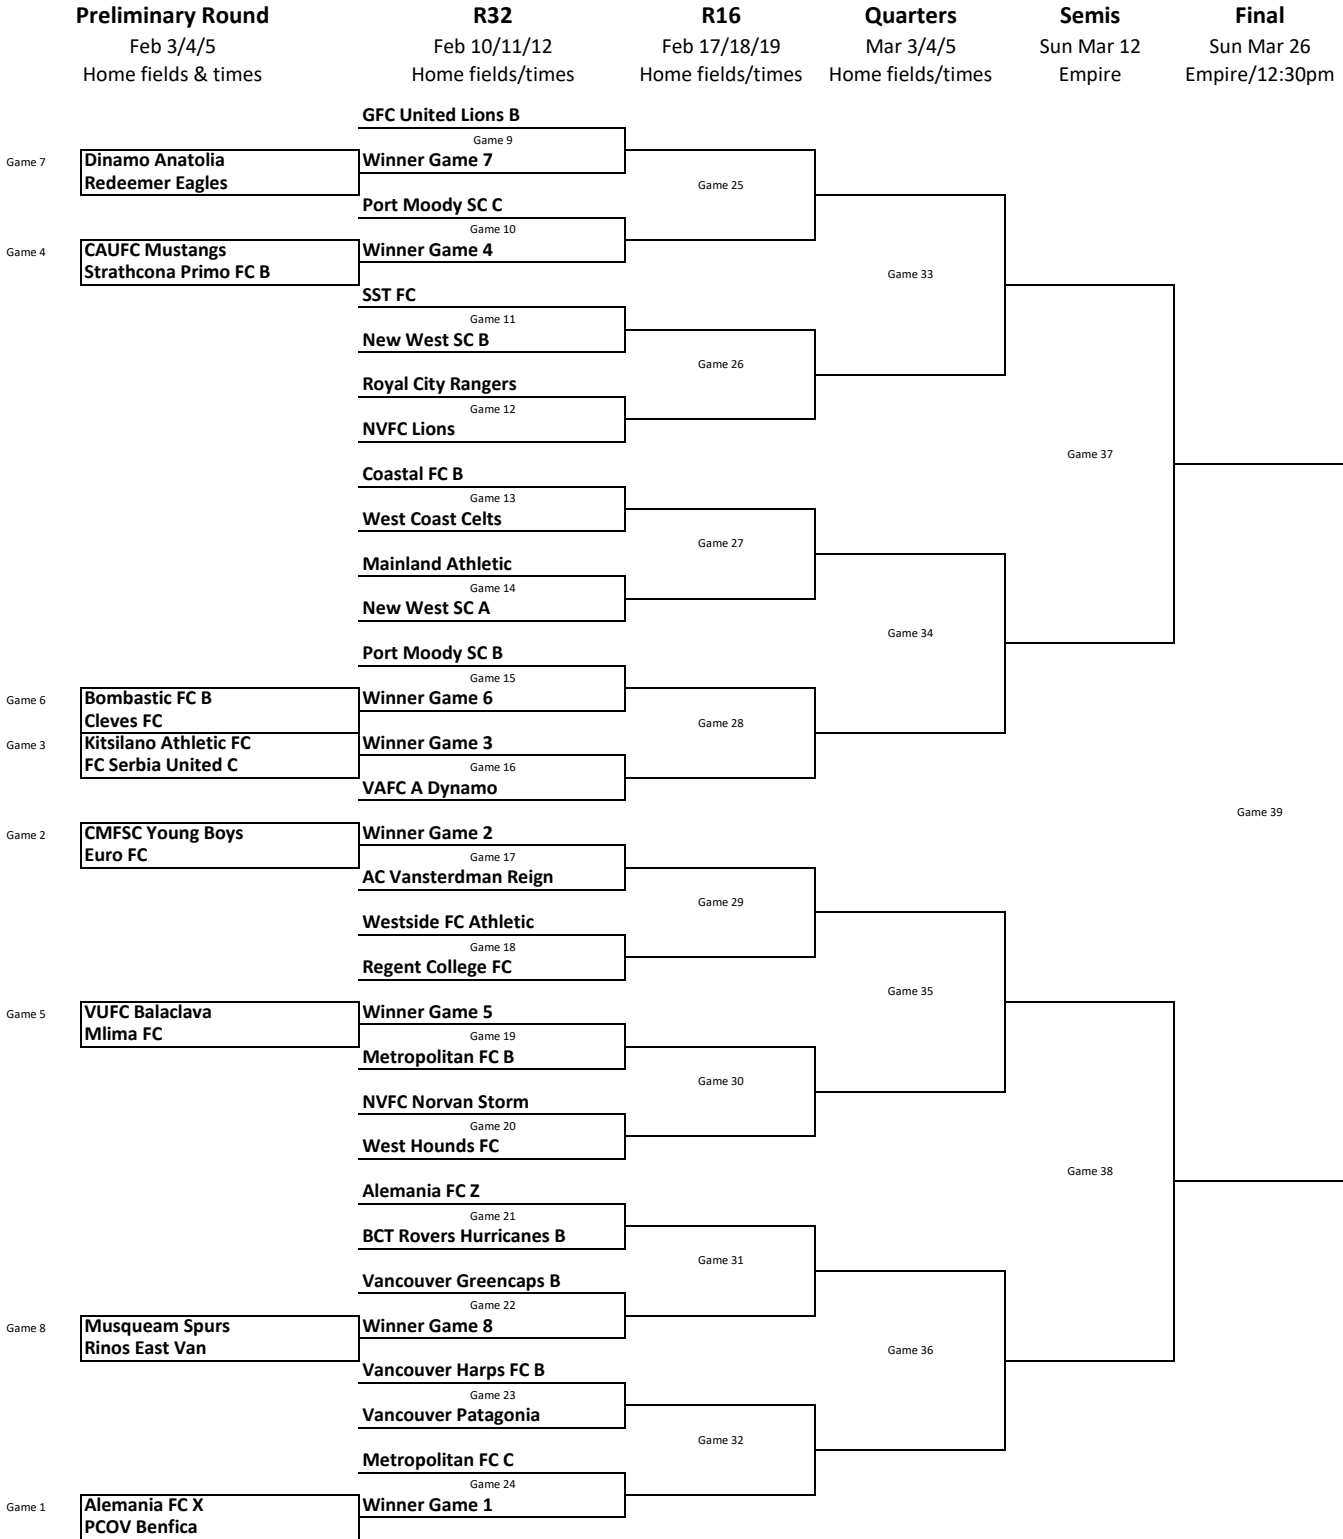 Preliminary Round R32 R16 Quarters Semis Final
Feb 3/4/5 Feb 10/11/12 Feb 17/18/19 Mar 3/4/5 Sun Mar 12 Sun Mar 26
Home fields & times Home fields/times Home fields/times Home fields/times Empire Empire/12:30pm
GFC United Lions B
Game 9
Game 7 Dinamo Anatolia Winner Game 7
Redeemer Eagles Game 25
Port Moody SC C
Game 10
Game 4 CAUFC Mustangs Winner Game 4
Strathcona Primo FC B Game 33
SST FC
Game 11
New West SC B
Game 26
Royal City Rangers
Game 12
NVFC Lions
Game 37
Coastal FC B
Game 13
West Coast Celts
Game 27
Mainland Athletic
Game 14
New West SC A
Game 34
Port Moody SC B
Game 15
Game 6 Bombastic FC B Winner Game 6
Cleves FC Game 28
Game 3 Kitsilano Athletic FC Winner Game 3
FC Serbia United C Game 16
VAFC A Dynamo
Game 39
Game 2 CMFSC Young Boys Winner Game 2
Euro FC Game 17
AC Vansterdman Reign
Game 29
Westside FC Athletic
Game 18
Regent College FC
Game 35
Game 5 VUFC Balaclava Winner Game 5
Mlima FC Game 19
Metropolitan FC B
Game 30
NVFC Norvan Storm
Game 20
West Hounds FC
Game 38
Alemania FC Z
Game 21
BCT Rovers Hurricanes B
Game 31
Vancouver Greencaps B
Game 22
Game 8 Musqueam Spurs Winner Game 8
Rinos East Van Game 36
Vancouver Harps FC B
Game 23
Vancouver Patagonia
Game 32
Metropolitan FC C
Game 24
Game 1 Alemania FC X Winner Game 1
PCOV Benfica